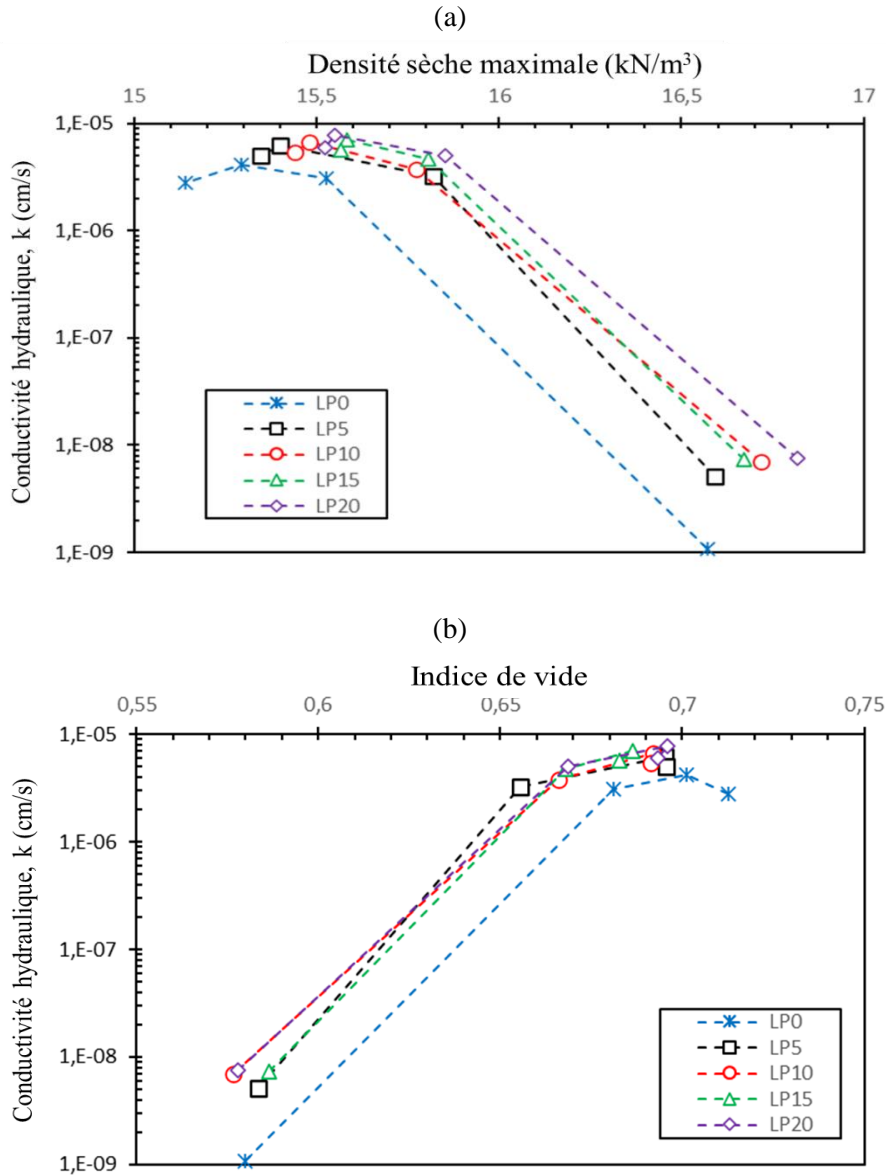 (a)
Densité sèche maximale (kN/m³)
15 15,5 16 16,5 17
1,E-05
1,E-06
1,E-07
1,E-08
1,E-09
Conductivité hydraulique, k (cm/s)
LP0
LP5
LP10
LP15
LP20
(b)
Indice de vide
0,55 0,6 0,65 0,7 0,75
1,E-05
1,E-06
1,E-07
1,E-08
1,E-09
Conductivité hydraulique, k (cm/s)
LP0
LP5
LP10
LP15
LP20